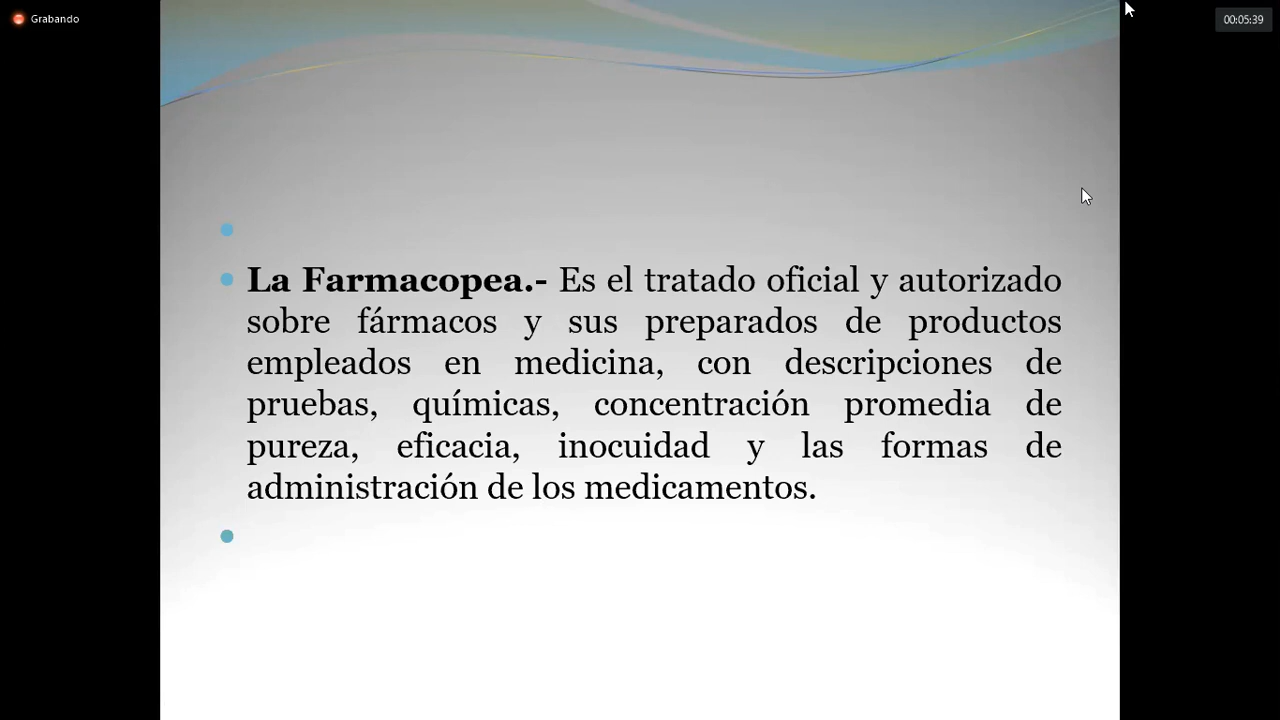 Grabando
00:05:39
La Farmacopea.- Es el tratado oficial y autorizado
sobre fármacos y sus preparados de productos
empleados en medicina, con descripciones de
pruebas, químicas, concentración promedia de
pureza, eficacia, inocuidad y las formas de
administración de los medicamentos.